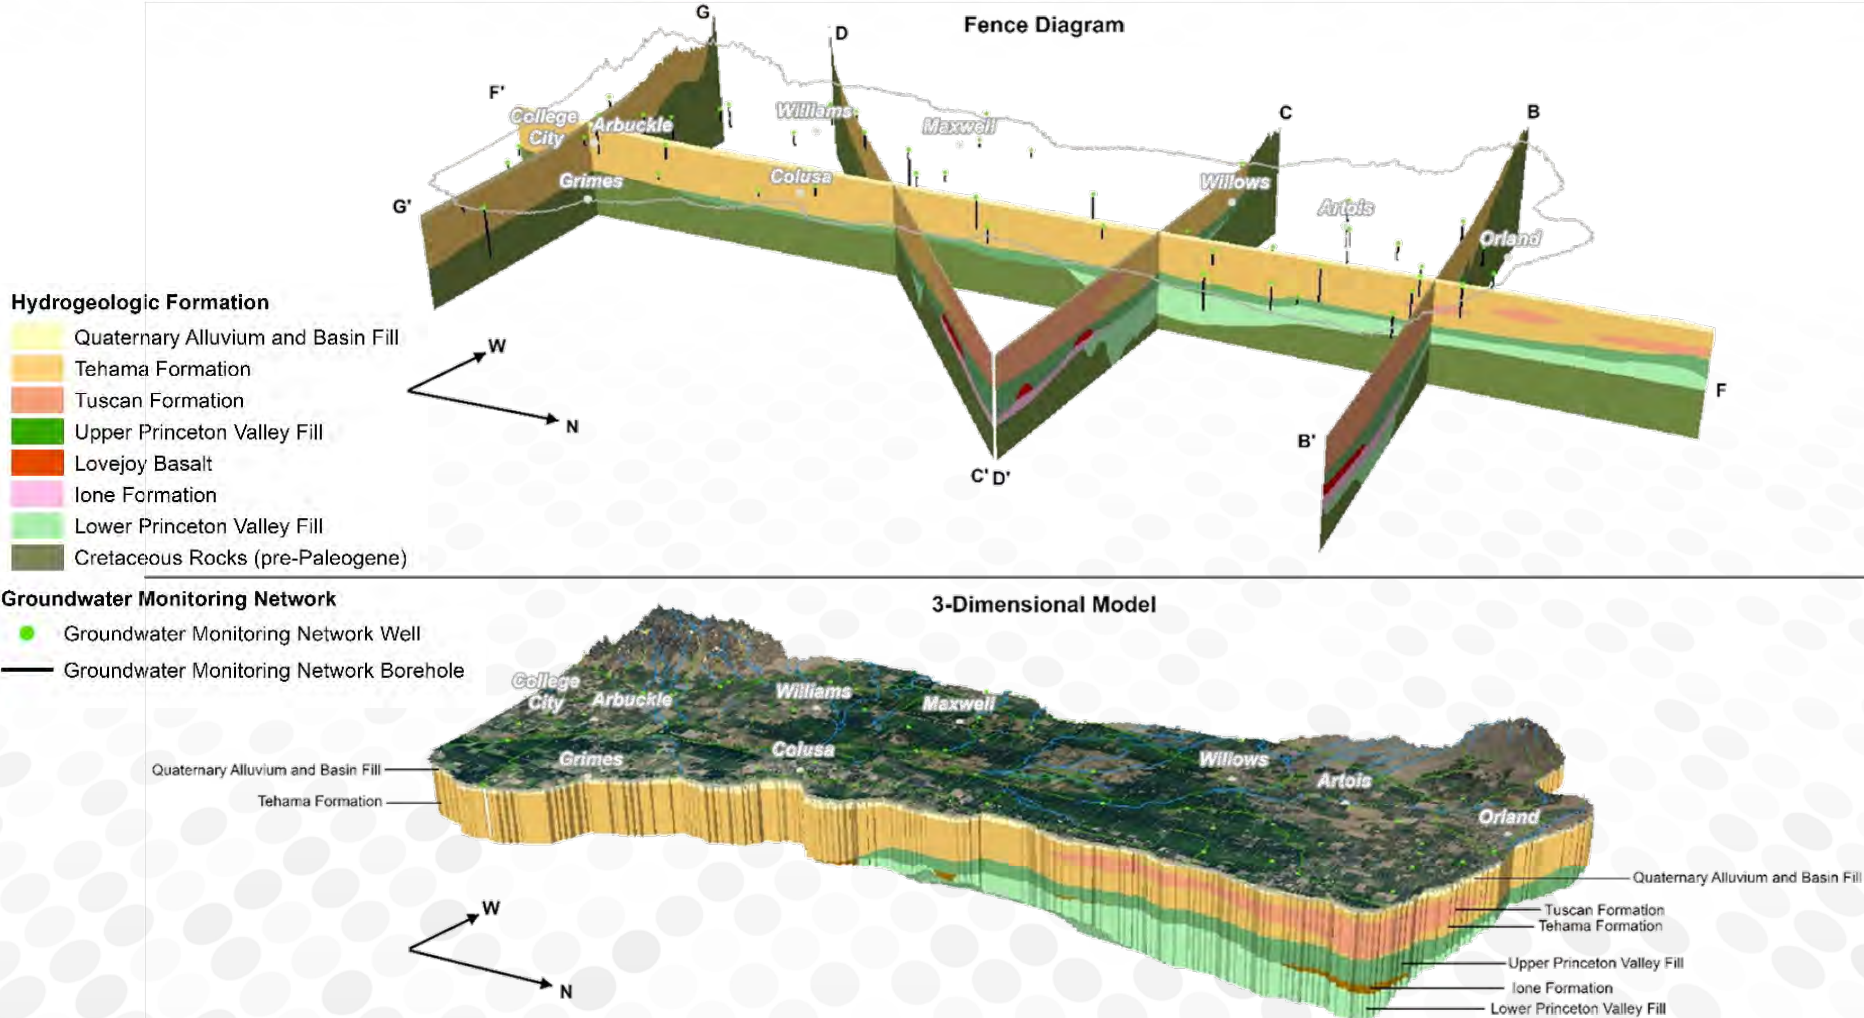 Fence Diagram
G
D
F'
College
City
Arbuckle
Williams
Maxwell
C
B
G'
Grimes
Colusa
Willows
Artois
Orland
F
B'
C' D'
W
N
Hydrogeologic Formation
Quaternary Alluvium and Basin Fill
Tehama Formation
Tuscan Formation
Upper Princeton Valley Fill
Lovejoy Basalt
Ione Formation
Lower Princeton Valley Fill
Cretaceous Rocks (pre-Paleogene)
Groundwater Monitoring Network
Groundwater Monitoring Network Well
Groundwater Monitoring Network Borehole
3-Dimensional Model
College
City
Arbuckle
Williams
Maxwell
Grimes
Colusa
Willows
Artois
Orland
Quaternary Alluvium and Basin Fill
Tehama Formation
W
N
Quaternary Alluvium and Basin Fill
Tuscan Formation
Tehama Formation
Upper Princeton Valley Fill
Ione Formation
Lower Princeton Valley Fill